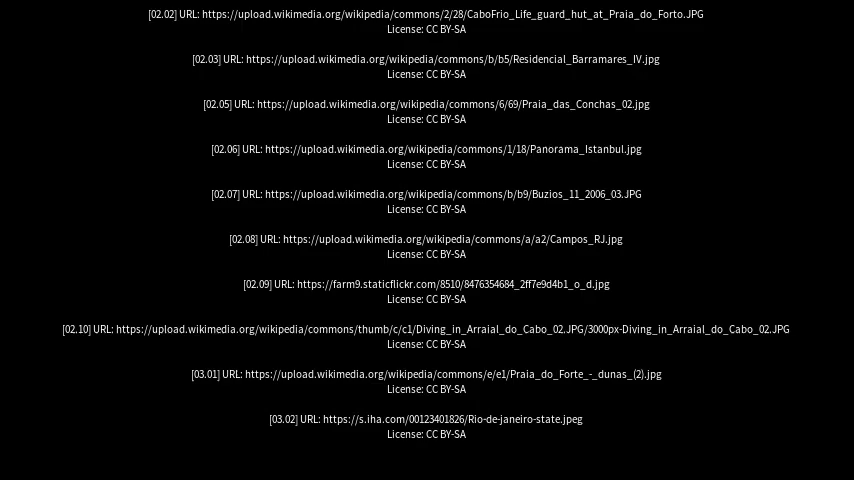 [02.02] URL: https://upload.wikimedia.org/wikipedia/commons/2/28/CaboFrio_Life_guard_hut_at_Praia_do_Forto.JPG
License: CC BY-SA
[02.03] URL: https://upload.wikimedia.org/wikipedia/commons/b/b5/Residencial_Barramares_IV.jpg
License: CC BY-SA
[02.05] URL: https://upload.wikimedia.org/wikipedia/commons/6/69/Praia_das_Conchas_02.jpg
License: CC BY-SA
[02.06] URL: https://upload.wikimedia.org/wikipedia/commons/1/18/Panorama_Istanbul.jpg
License: CC BY-SA
[02.07] URL: https://upload.wikimedia.org/wikipedia/commons/b/b9/Buzios_11_2006_03.JPG
License: CC BY-SA
[02.08] URL: https://upload.wikimedia.org/wikipedia/commons/a/a2/Campos_RJ.jpg
License: CC BY-SA
[02.09] URL: https://farm9.staticflickr.com/8510/8476354684_2ff7e9d4b1_o_d.jpg
License: CC BY-SA
[02.10] URL: https://upload.wikimedia.org/wikipedia/commons/thumb/c/c1/Diving_in_Arraial_do_Cabo_02.JPG/3000px-Diving_in_Arraial_do_Cabo_02.JPG
License: CC BY-SA
[03.01] URL: https://upload.wikimedia.org/wikipedia/commons/e/e1/Praia_do_Forte_-_dunas_(2).jpg
License: CC BY-SA
[03.02] URL: https://s.iha.com/00123401826/Rio-de-janeiro-state.jpeg
License: CC BY-SA